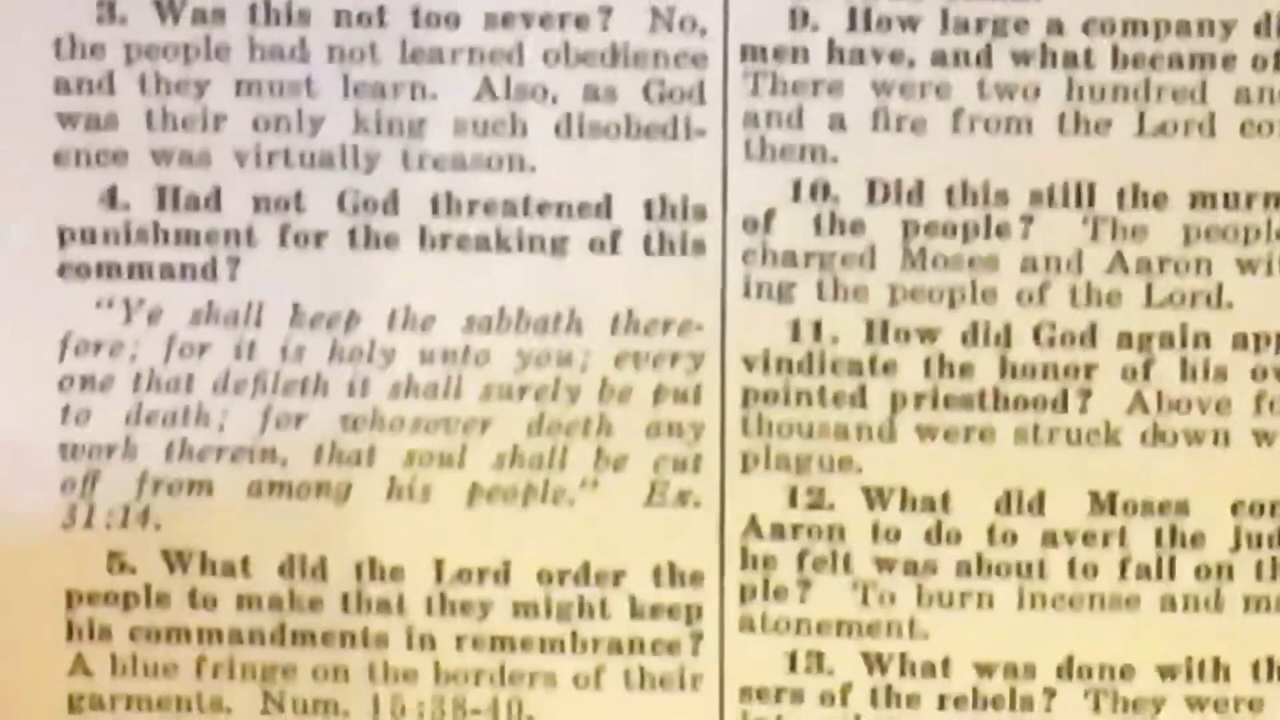 3. Was this not too severe? No,
the people had not learned obedience
and they must learn. Also, as God
was their only king such disobedi-
ence was virtually treason.
4. Had not God threatened this
punishment for the breaking of this
command?
"Ye shall keep the sabbath there-
fore; for it is holy unto you; every
one that defileth it shall surely be put
to death; for whosover doeth any
work therein, that soul shall be cut
off from among his people." Ex.
31:14.
5. What did the Lord order the
people to make that they might keep
his commandments in remembrance?
A blue fringe on the borders of their
garments. Num. 15:38-40.
9. How large a company
men have, and what became of
There were two hundred
and a fire from the Lord
them.
10. Did this still the
of the people? The
charged Moses and Aaron
ing the people of the Lord.
11. How did God again
vindicate the honor of his
pointed priesthood? Above
thousand were struck down
plague.
12. What did Moses
Aaron to do to avert the
he felt was about to fall on
ple? To burn incense and
atonement.
13. What was done with
sers of the rebels? They were